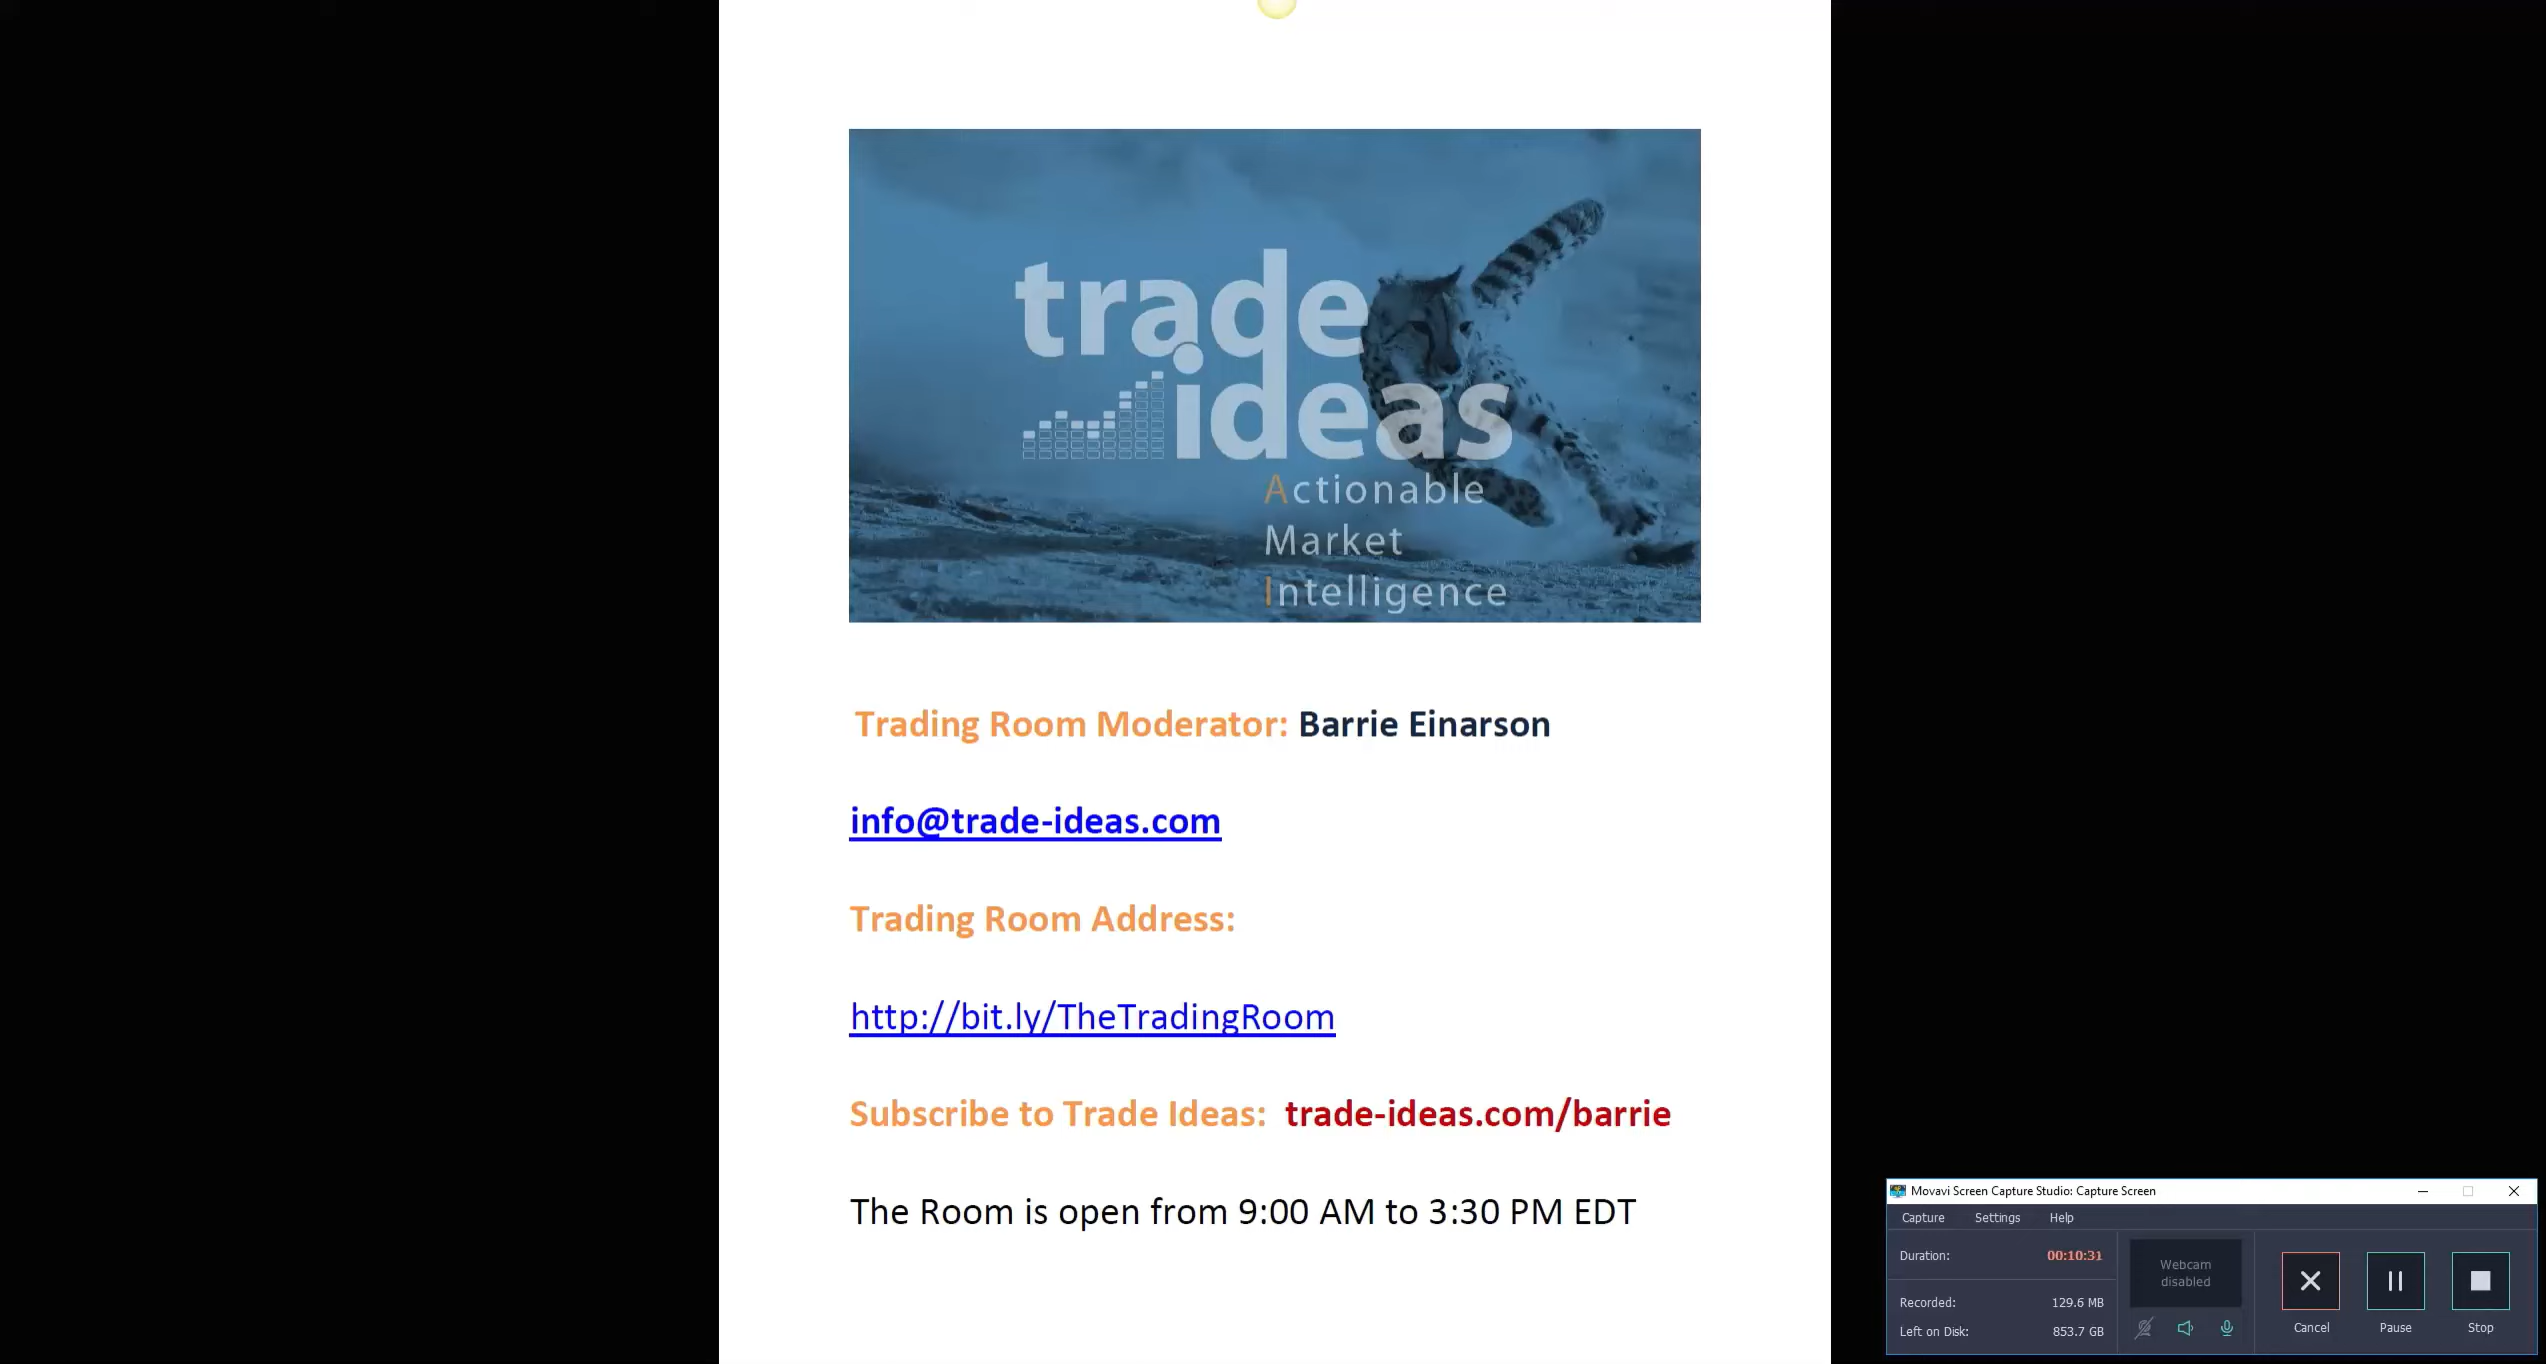 trade
ideas
Actionable
Market
Intelligence
Trading Room Moderator: Barrie Einarson
info@trade-ideas.com
Trading Room Address:
http://bit.ly/TheTradingRoom
Subscribe to Trade Ideas: trade-ideas.com/barrie
The Room is open from 9:00 AM to 3:30 PM EDT
Movavi Screen Capture Studio: Capture Screen
Capture Settings Help
Duration: 00:10:31
Webcam
disabled
Recorded: 129.6 MB
Left on Disk: 853.7 GB
Cancel Pause Stop